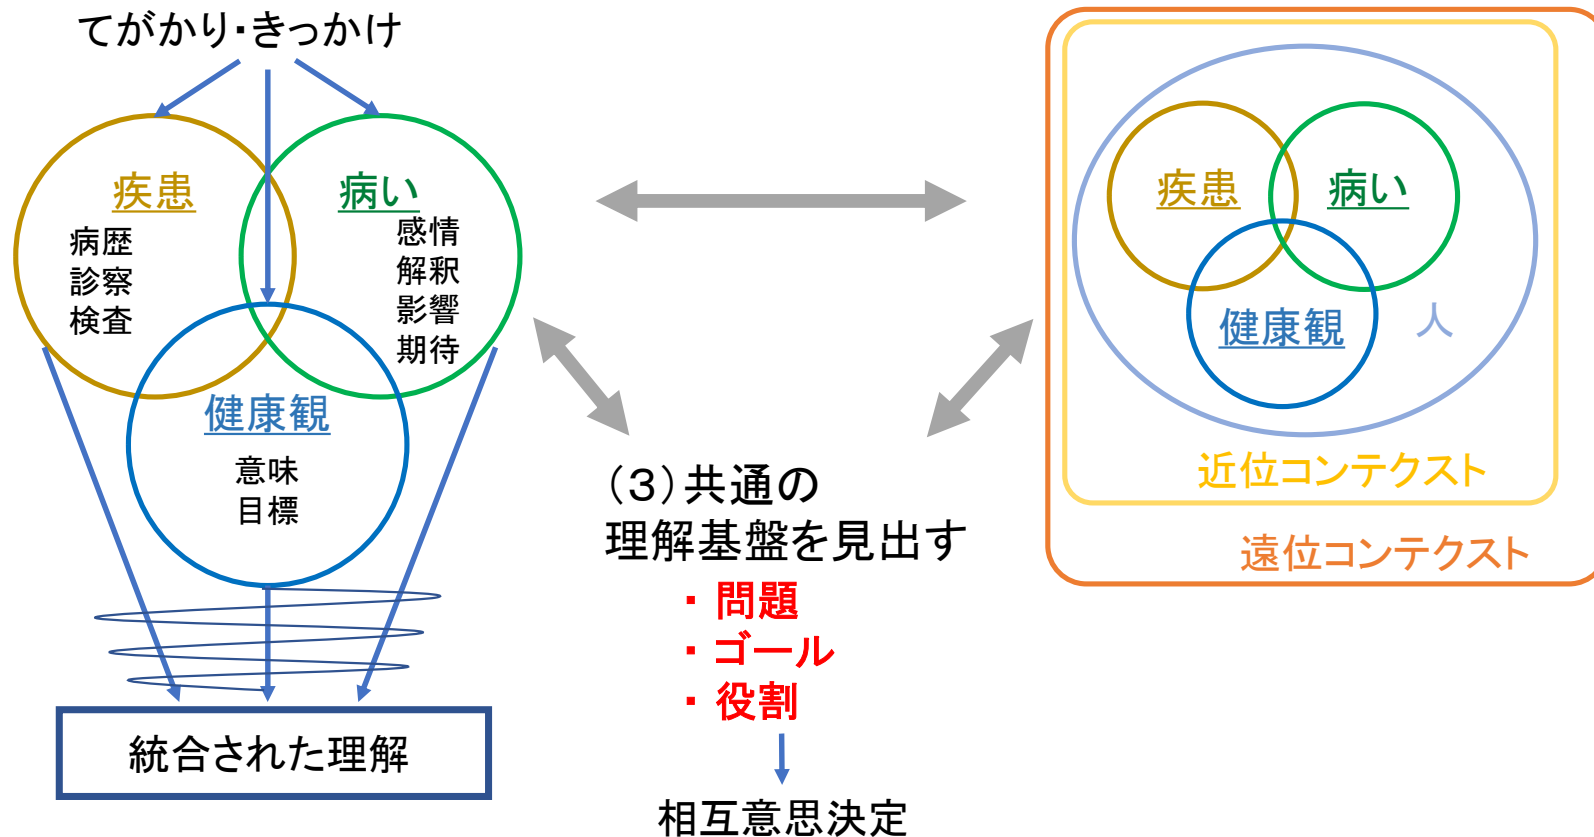 てがかり・きっかけ
疾患
病歴
診察
検査
病い
感情
解釈
影響
期待
健康観
意味
目標
統合された理解
(3)共通の
理解基盤を見出す
・問題
・ゴール
・役割
相互意思決定
疾患
病い
健康観
人
近位コンテクスト
遠位コンテクスト